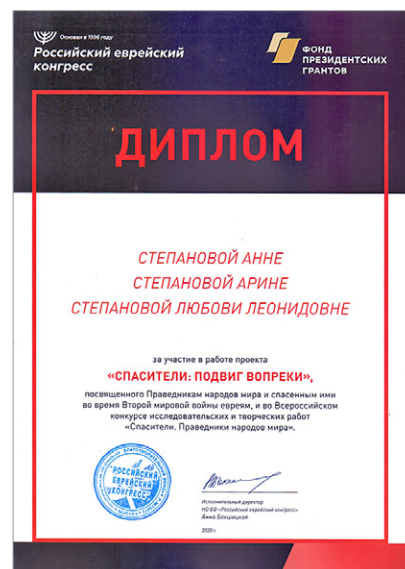 Основан в 1996 году
Российский еврейский
конгресс
ФОНД
ПРЕЗИДЕНТСКИХ
ГРАНТОВ
ДИПЛОМ
СТЕПАНОВОЙ АННЕ
СТЕПАНОВОЙ АРИНЕ
СТЕПАНОВОЙ ЛЮБОВИ ЛЕОНИДОВНЕ
за участие в работе проекта
«СПАСИТЕЛИ: ПОДВИГ ВОПРЕКИ»,
посвященного Праведникам народов мира и спасенным ими
во время Второй мировой войны евреям, и во Всероссийском
конкурсе исследовательских и творческих работ
«Спасители. Праведники народов мира».
РОССИЙСКИЙ
ЕВРЕЙСКИЙ
КОНГРЕСС
Исполнительный директор
НО БФ «Российский еврейский конгресс»
Анна Бокшицкая
2020 г.